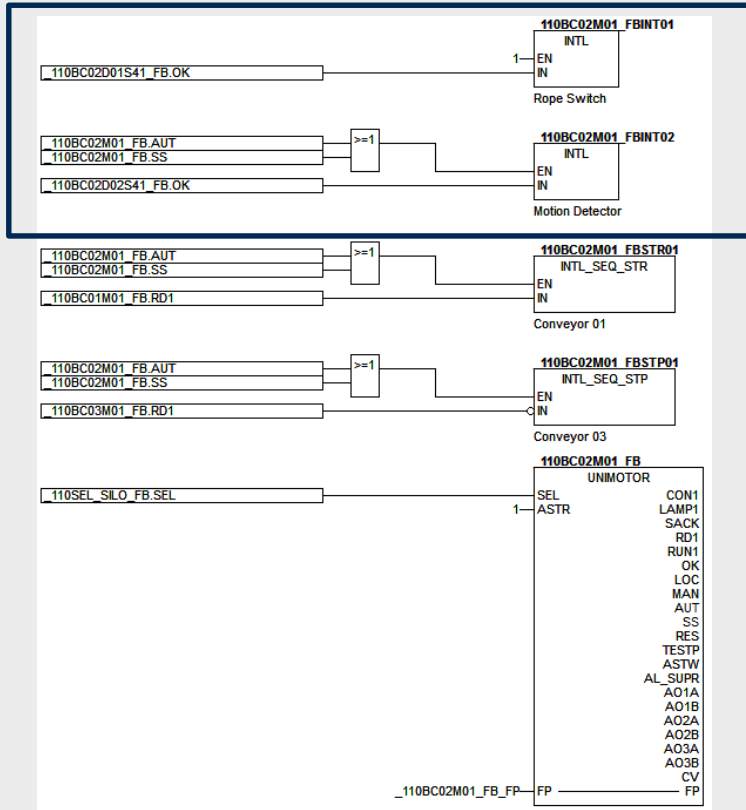 110BC02M01_FBINT01
INTL
1 EN
_110BC02D01S41_FB.OK IN
Rope Switch
110BC02M01_FBINT02
_110BC02M01_FB.AUT >=1 INTL
_110BC02M01_FB.SS
EN
_110BC02D02S41_FB.OK IN
Motion Detector
110BC02M01_FBSTR01
_110BC02M01_FB.AUT >=1 INTL_SEQ_STR
_110BC02M01_FB.SS
EN
_110BC01M01_FB.RD1 IN
Conveyor 01
110BC02M01_FBSTP01
_110BC02M01_FB.AUT >=1 INTL_SEQ_STP
_110BC02M01_FB.SS
EN
_110BC03M01_FB.RD1 IN
Conveyor 03
110BC02M01_FB
UNIMOTOR
_110SEL_SILO_FB.SEL SEL CON1
1 ASTR LAMP1
SACK
RD1
RUN1
OK
LOC
MAN
AUT
SS
RES
TESTP
ASTW
AL_SUPR
AO1A
AO1B
AO2A
AO2B
AO3A
AO3B
CV
_110BC02M01_FB_FP FP FP